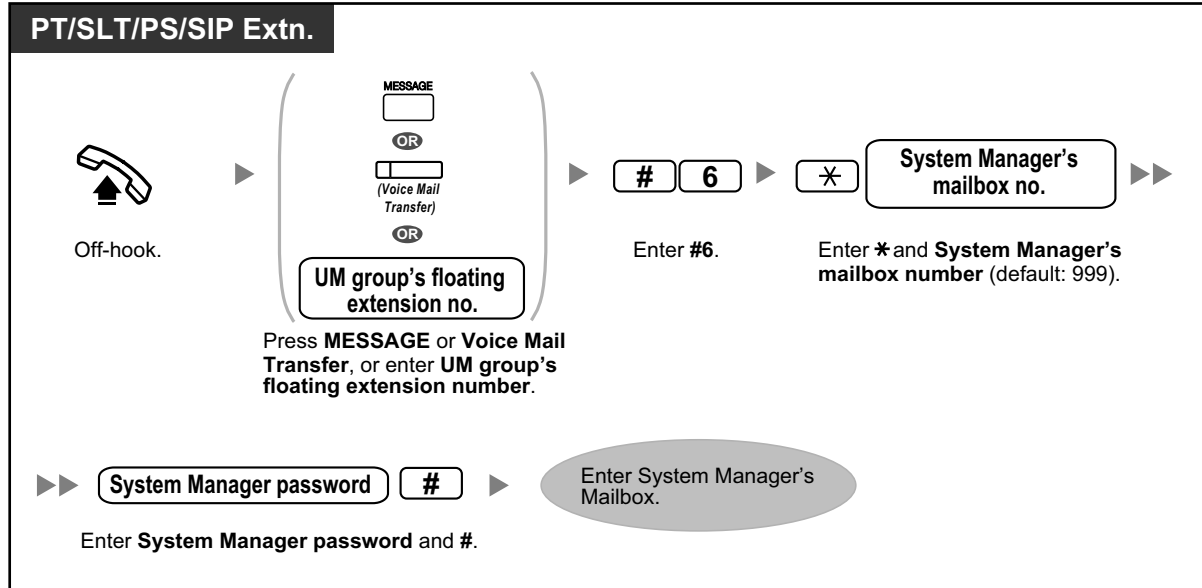 PT/SLT/PS/SIP Extn.
MESSAGE
OR
(Voice Mail
Transfer)
OR
UM group's floating
extension no.
# 6
System Manager's
mailbox no.
Off-hook.
Press MESSAGE or Voice Mail
Transfer, or enter UM group's
floating extension number.
Enter #6.
Enter * and System Manager's
mailbox number (default: 999).
System Manager password #
Enter System Manager's
Mailbox.
Enter System Manager password and #.